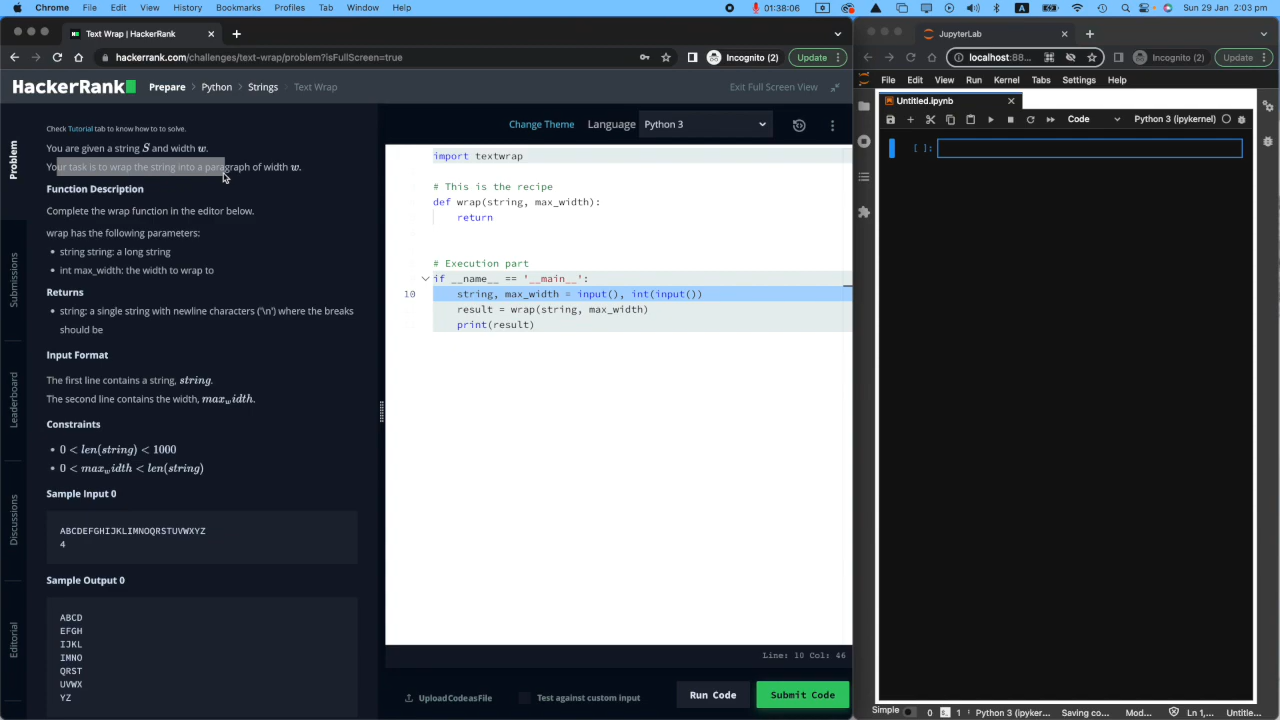 Chrome File Edit View History Bookmarks Profiles Tab Window Help 01:38:06 A Sun 29 Jan 2:03 pm
Text Wrap | HackerRank
hackerrank.com/challenges/text-wrap/problem?isFullScreen=true Incognito (2) Update
HackerRank Prepare Python Strings Text Wrap Exit Full Screen View
Problem
Submissions
Leaderboard
Discussions
Editorial
Check Tutorial tab to know how to to solve.
You are given a string S and width w.
Your task is to wrap the string into a paragraph of width w.
Function Description
Complete the wrap function in the editor below.
wrap has the following parameters:
• string string: a long string
• int max_width: the width to wrap to
Returns
• string: a single string with newline characters ('\n') where the breaks
should be
Input Format
The first line contains a string, string.
The second line contains the width, max_width.
Constraints
• 0 < len(string) < 1000
• 0 < max_width < len(string)
Sample Input 0
ABCDEFGHIJKLIMNOQRSTUVWXYZ
4
Sample Output 0
ABCD
EFGH
IJKL
IMNO
QRST
UVWX
YZ
Change Theme Language Python 3
import textwrap
# This is the recipe
def wrap(string, max_width):
return
# Execution part
if __name__ == '__main__':
10 string, max_width = input(), int(input())
result = wrap(string, max_width)
print(result)
Line: 10 Col: 46
Upload Code as File Test against custom input Run Code Submit Code
JupyterLab
localhost:88... Incognito (2) Update
File Edit View Run Kernel Tabs Settings Help
Untitled.ipynb
Code Python 3 (ipykernel)
[ ]:
Simple 0 1 Python 3 (ipyker... Saving co... Mod... Ln 1,... Untitle...